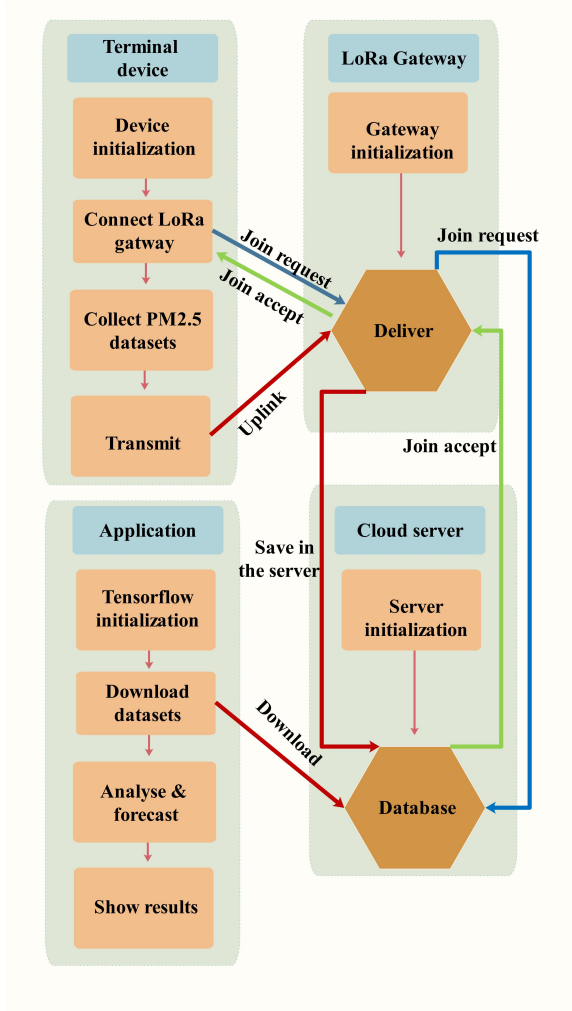 Terminal
device
Device
initialization
Connect LoRa
gatway
Collect PM2.5
datasets
Transmit
LoRa Gateway
Gateway
initialization
Join request
Join accept
Uplink
Deliver
Join request
Join accept
Save in
the server
Application
Tensorflow
initialization
Download
datasets
Analyse &
forecast
Show results
Download
Cloud server
Server
initialization
Database